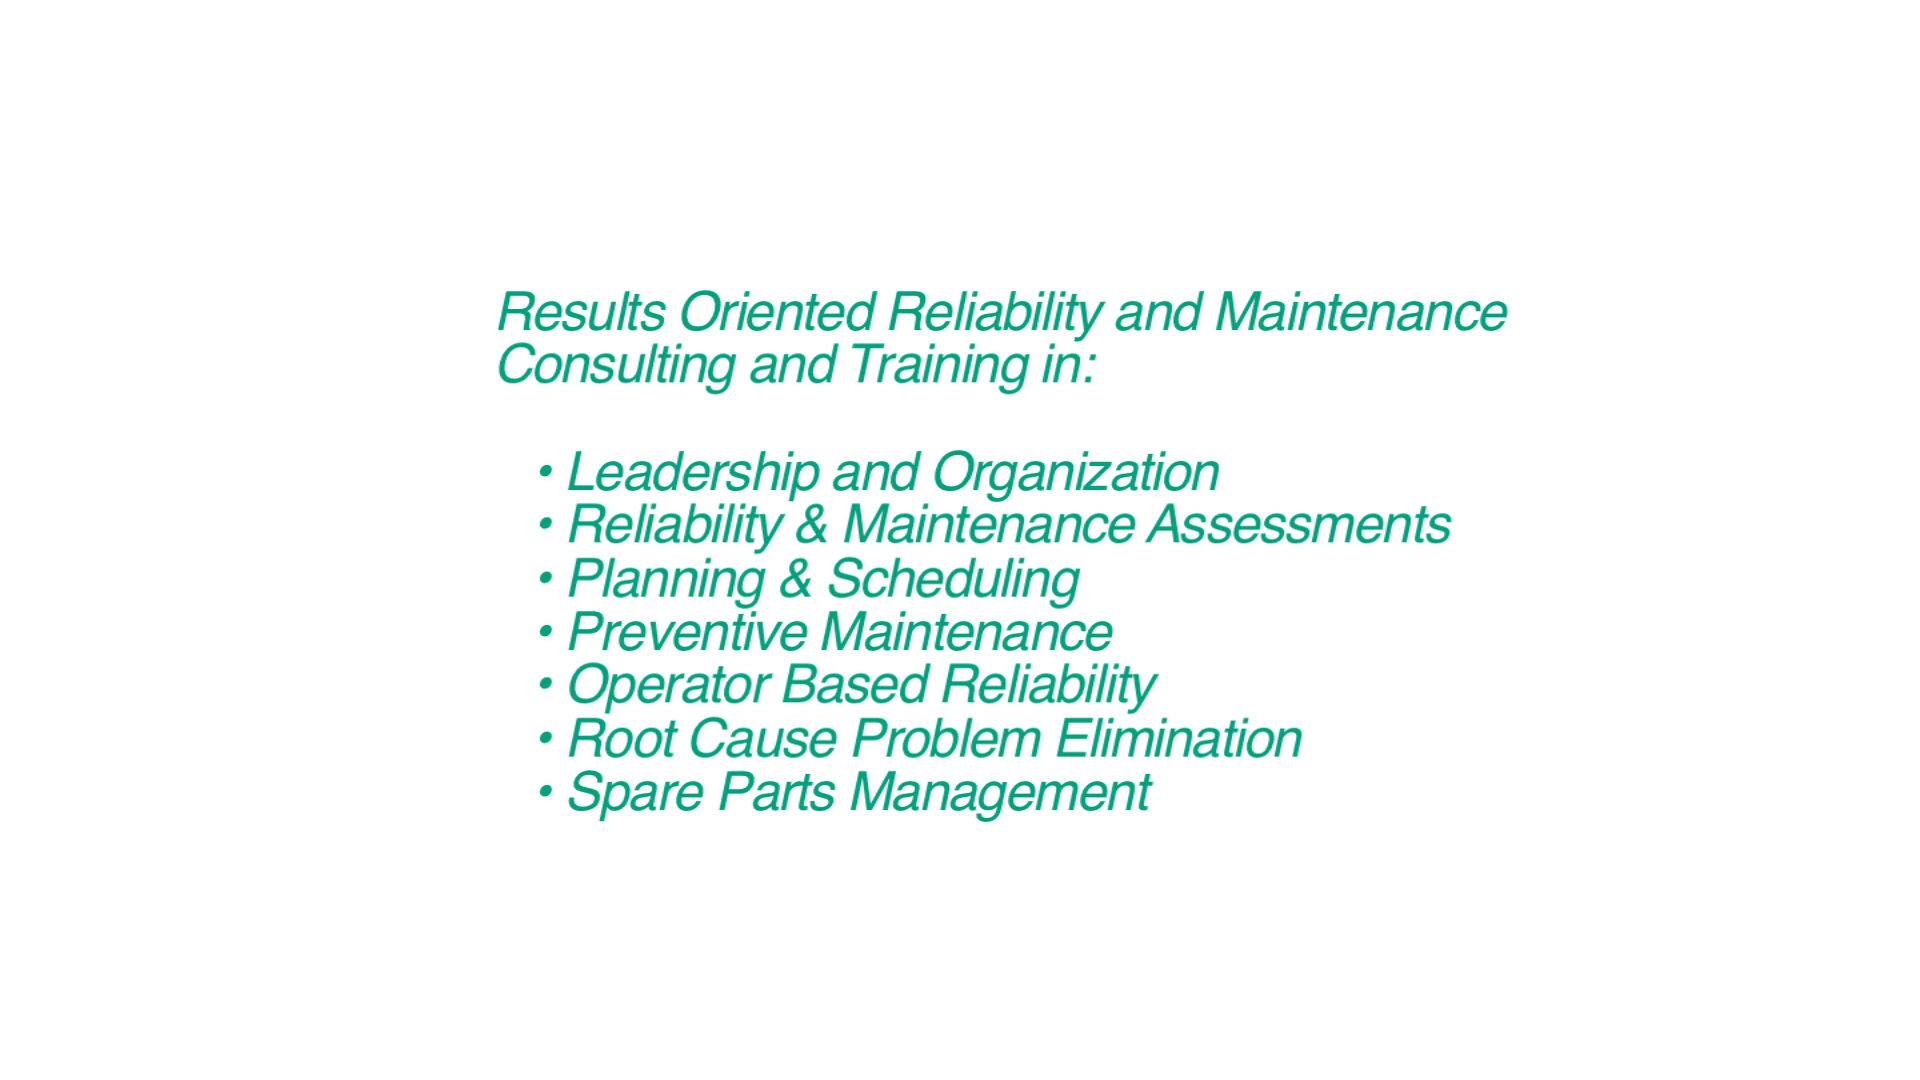 Results Oriented Reliability and Maintenance
Consulting and Training in:
• Leadership and Organization
• Reliability & Maintenance Assessments
• Planning & Scheduling
• Preventive Maintenance
• Operator Based Reliability
• Root Cause Problem Elimination
• Spare Parts Management